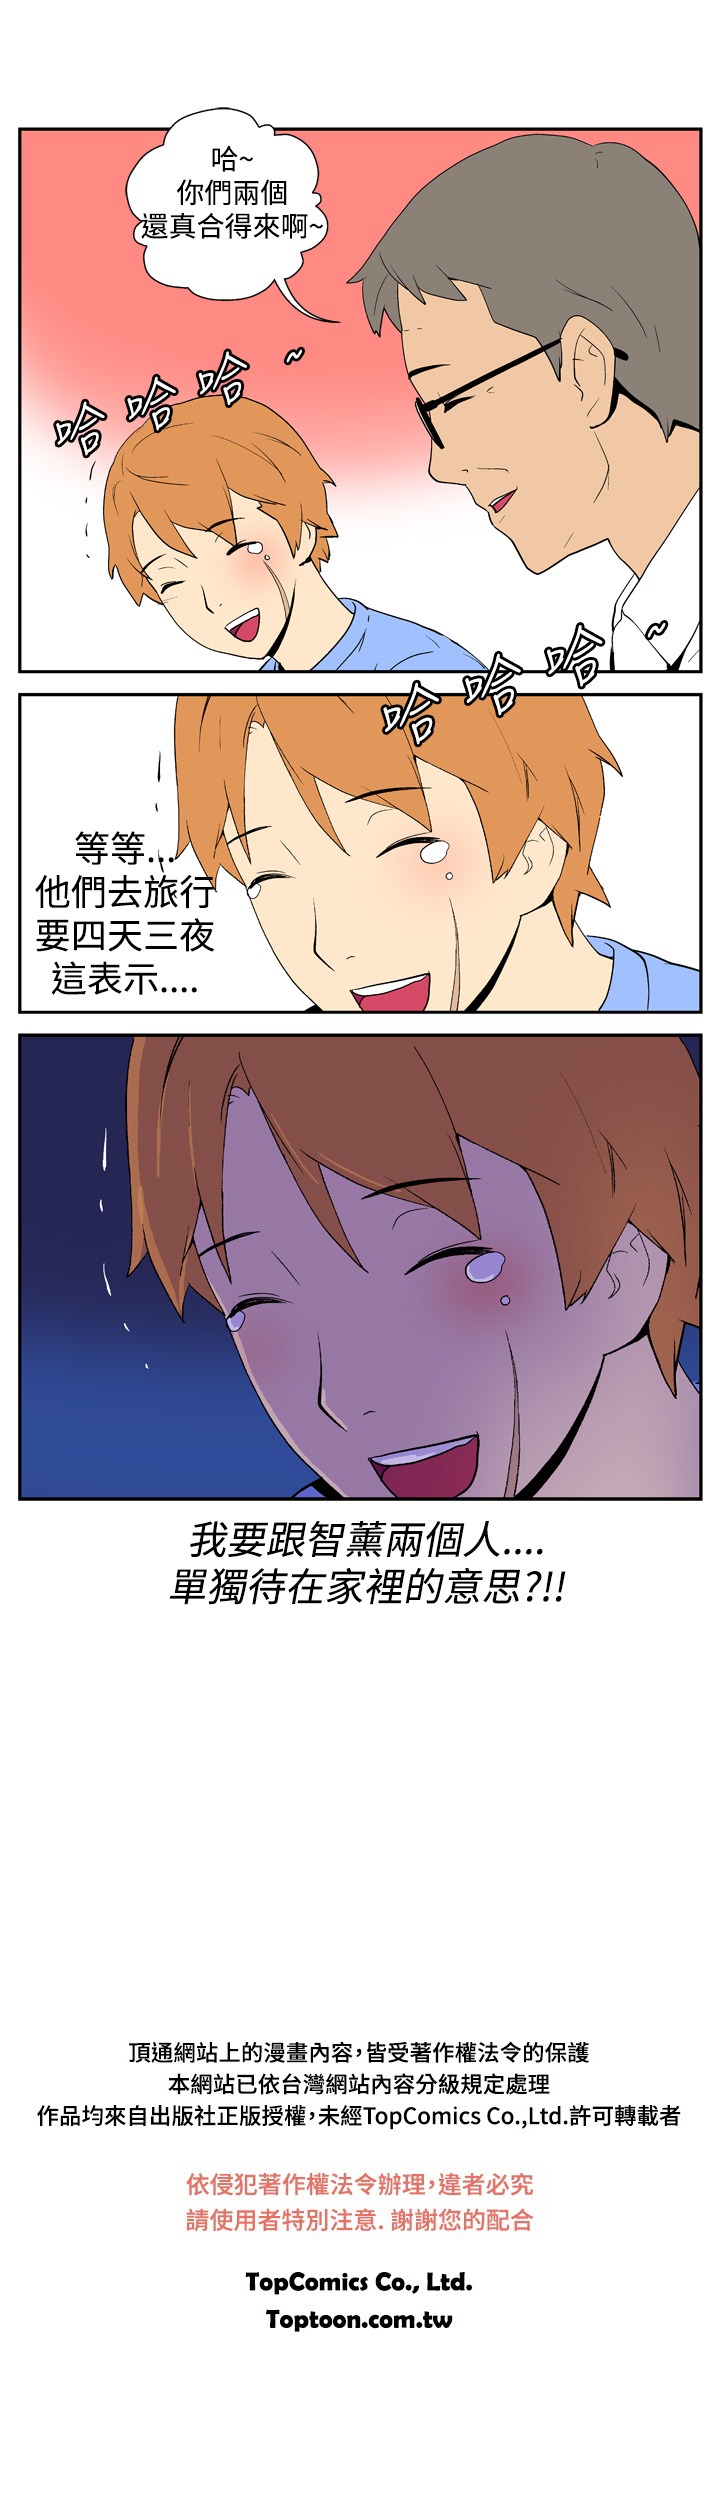 哈~
你們兩個
還真合得來啊~
哈哈哈~
哈哈哈~
等等...
他們去旅行
要四天三夜
這表示....
我要跟智薰兩個人....
單獨待在家裡的意思?!!
頂通網站上的漫畫內容，皆受著作權法令的保護
本網站已依台灣網站內容分級規定處理
作品均來自出版社正版授權，未經TopComics Co.,Ltd.許可轉載者
依侵犯著作權法令辦理，違者必究
請使用者特別注意. 謝謝您的配合
TopComics Co., Ltd.
Toptoon.com.tw